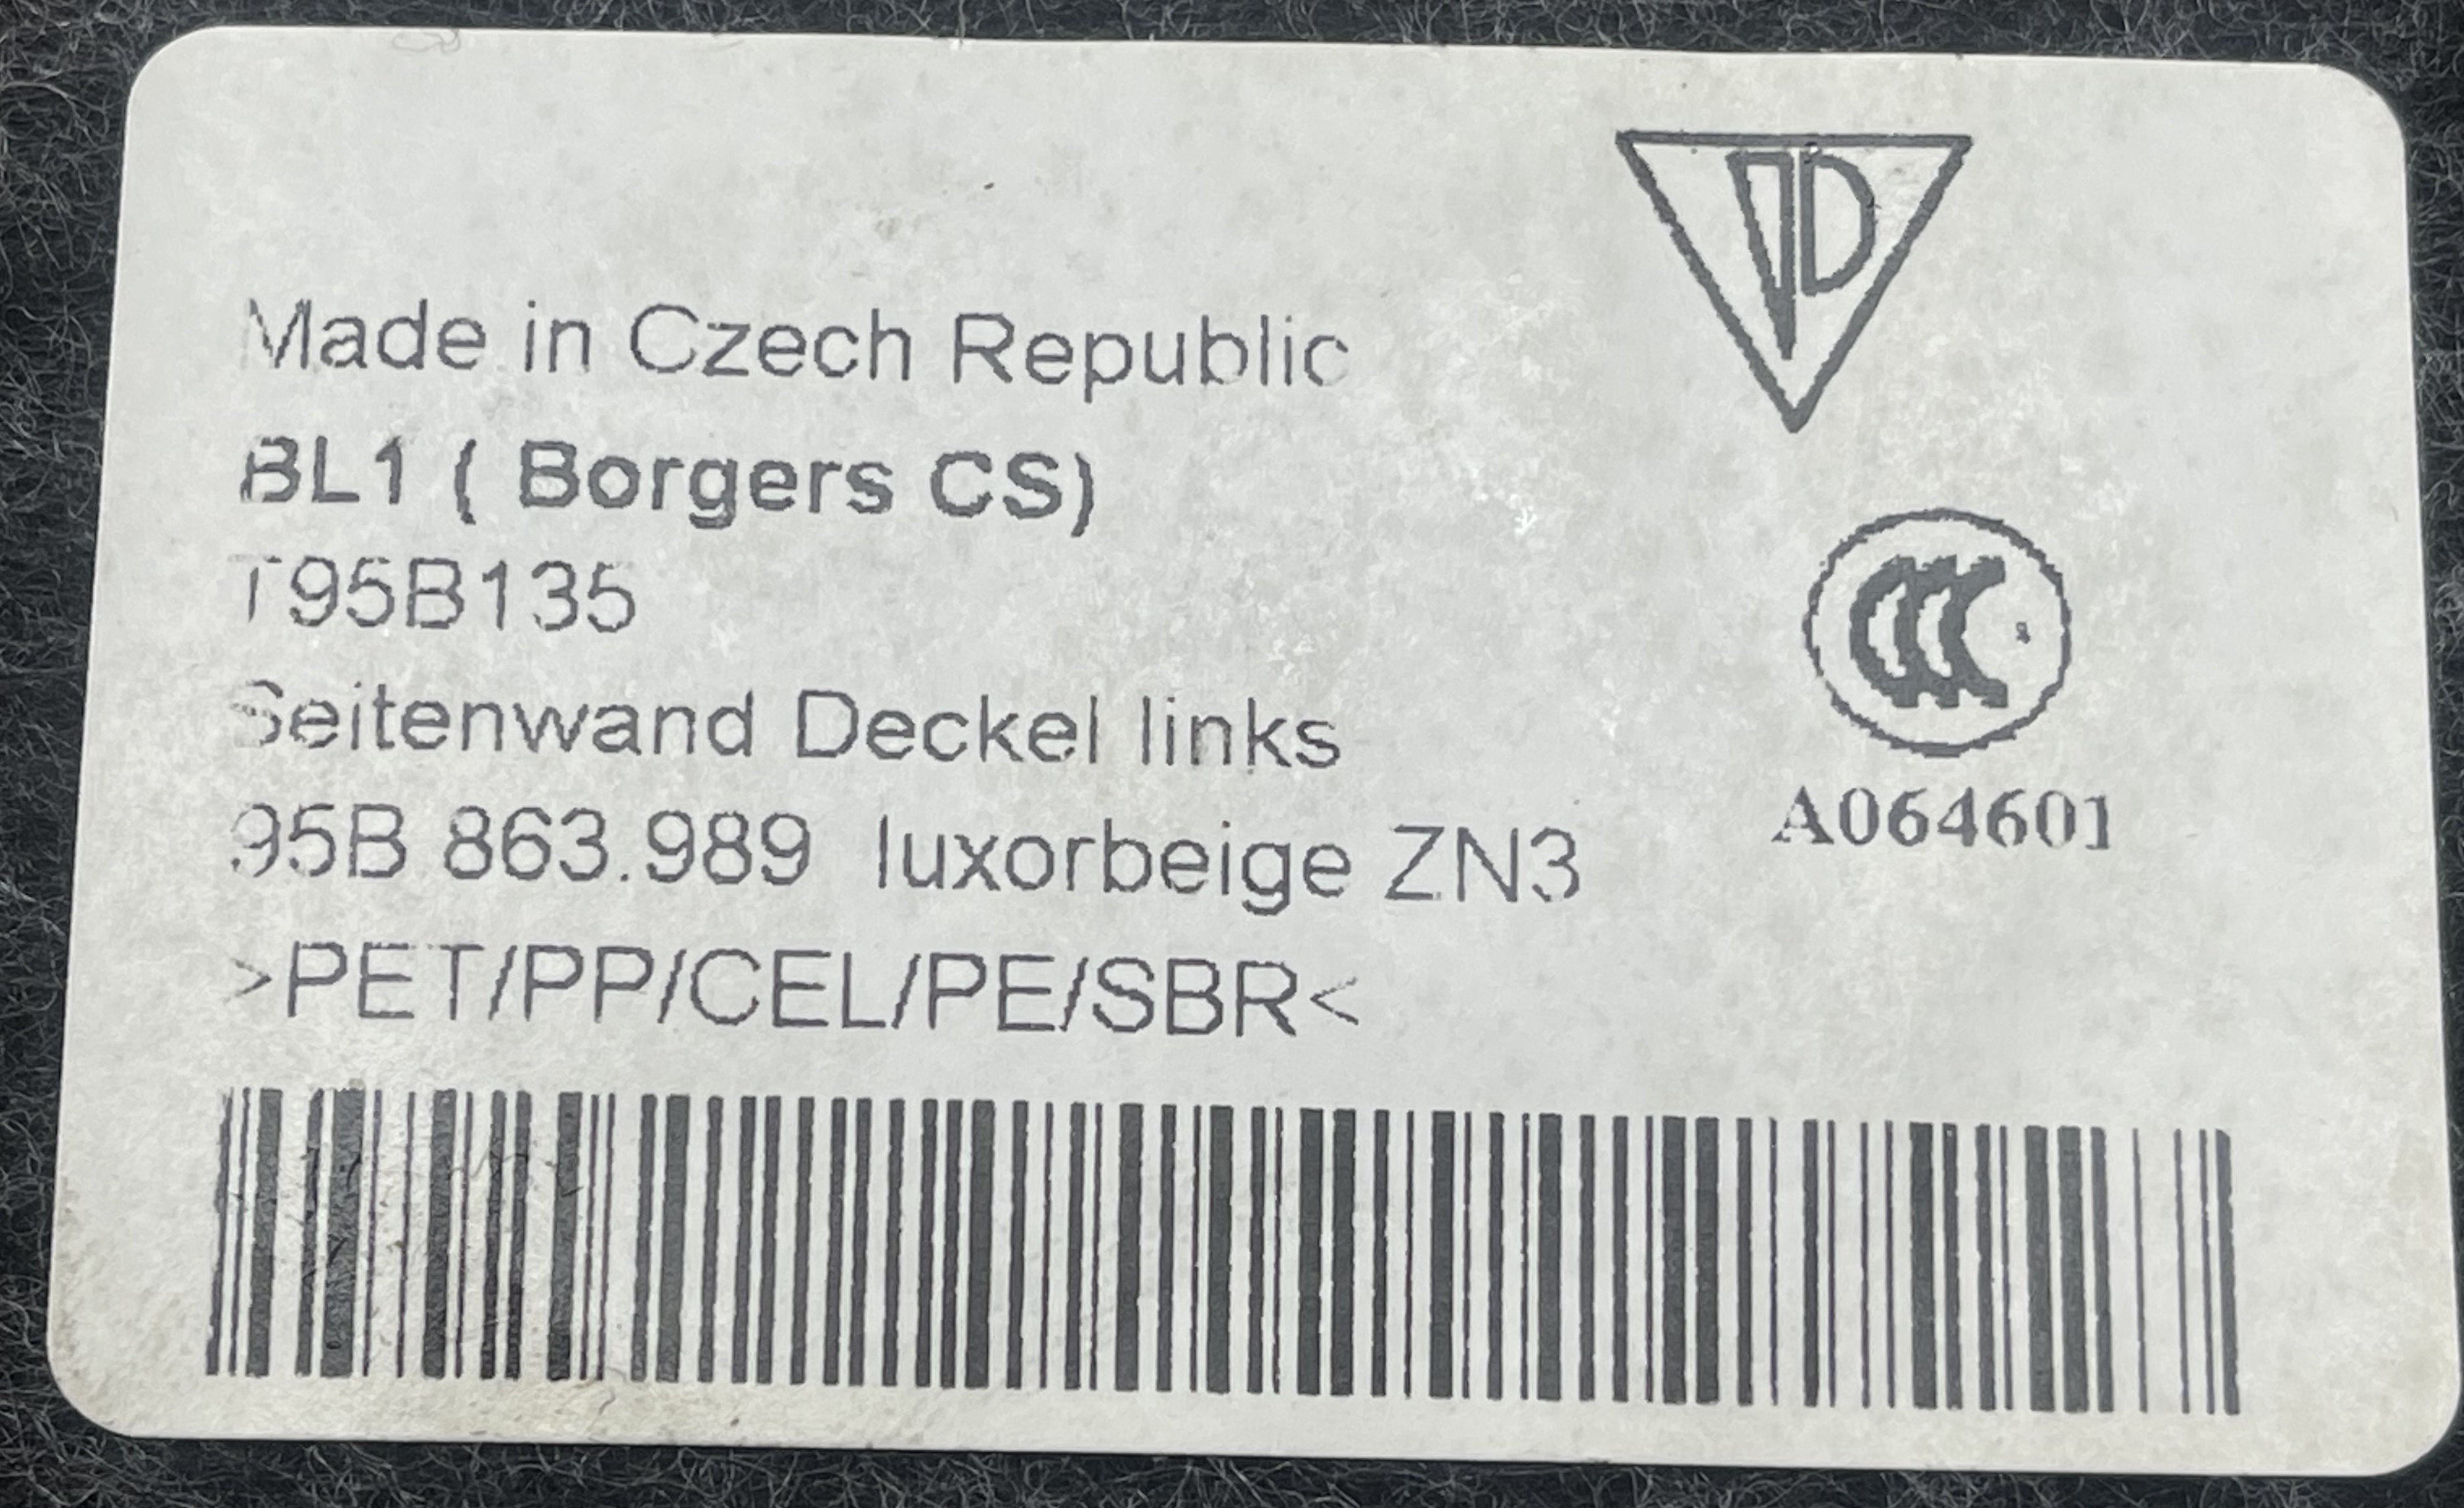 Made in Czech Republic
BL1 ( Borgers CS)
T95B135
Seitenwand Deckel links
95B 863.989 luxorbeige ZN3
>PET/PP/CEL/PE/SBR<
CCC
A064601